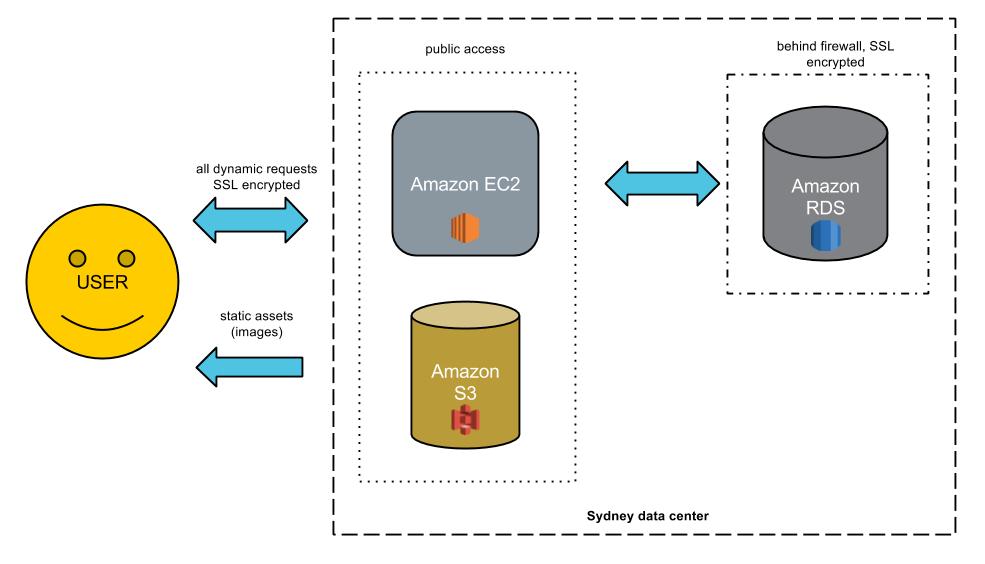 public access
behind firewall, SSL
encrypted
all dynamic requests
SSL encrypted
Amazon EC2
Amazon
RDS
USER
static assets
(images)
Amazon
S3
Sydney data center